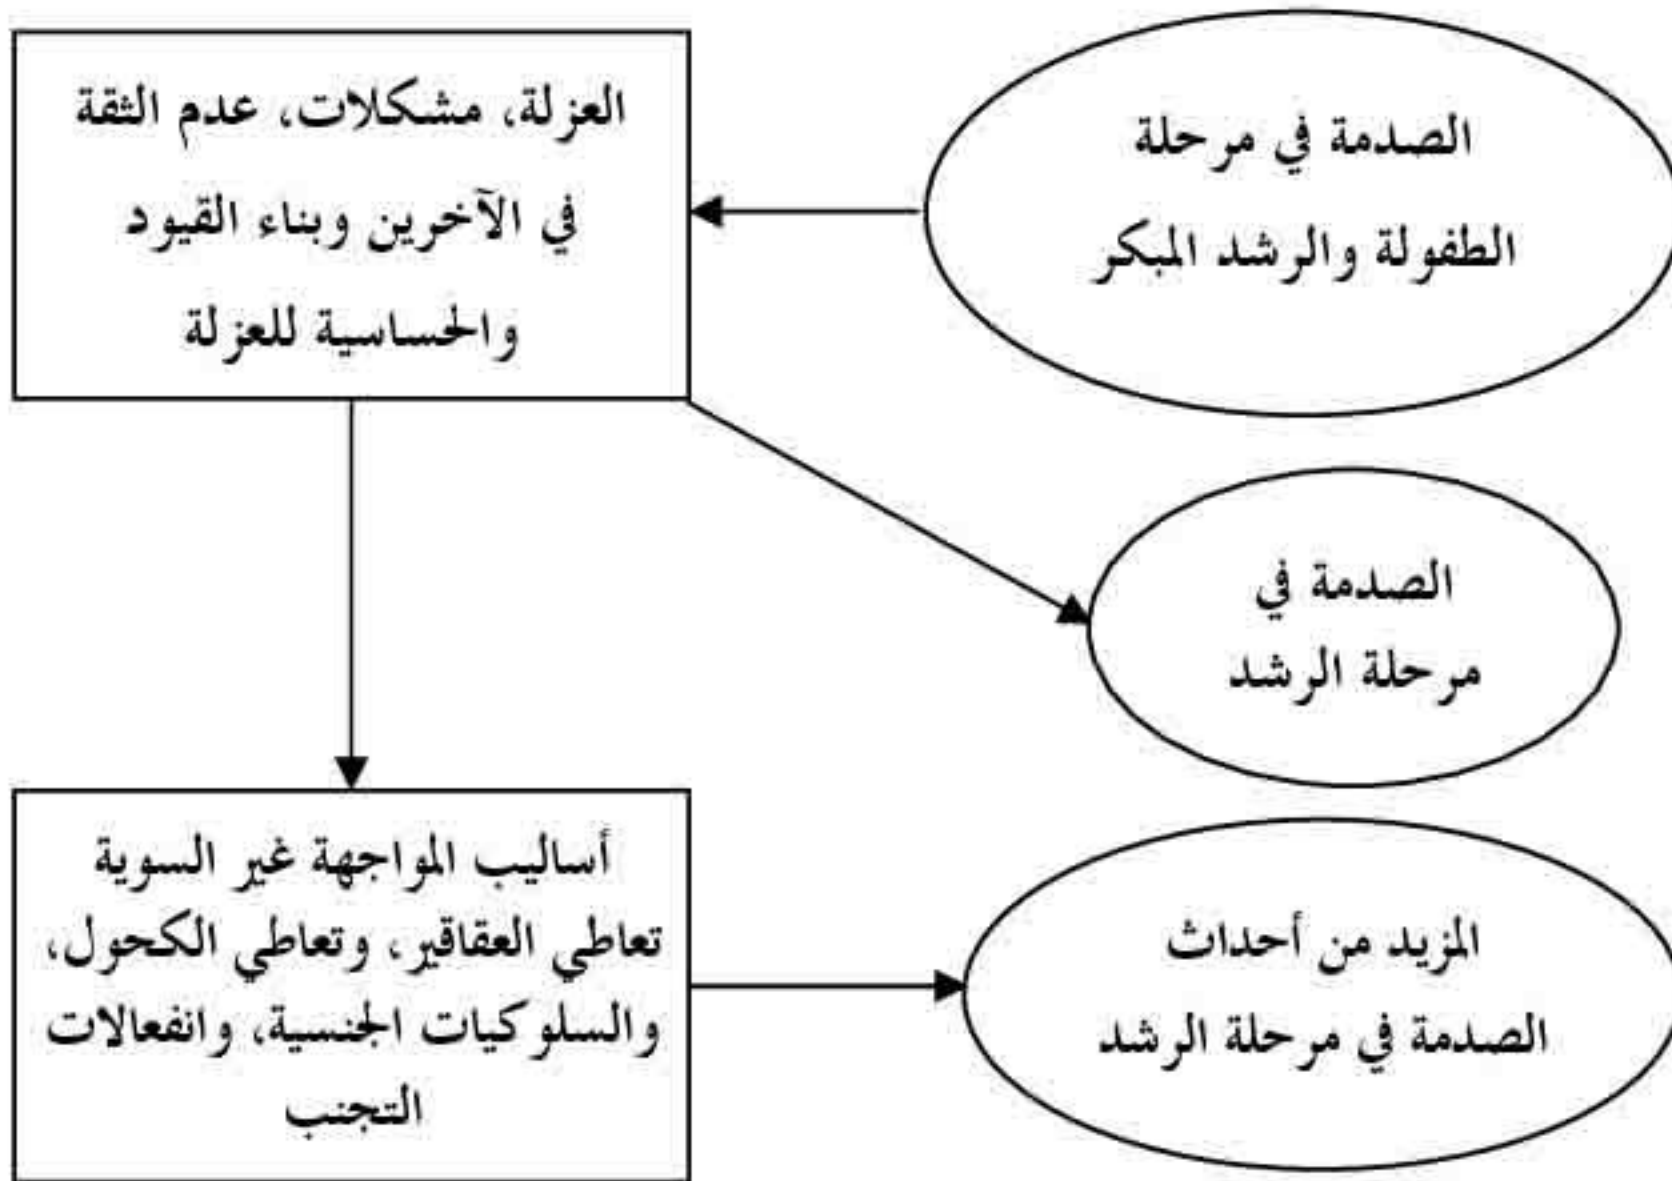 الصدمة في مرحلة
الطفولة والرشد المبكر
العزلة، مشكلات، عدم الثقة
في الآخرين وبناء القيود
والحساسية للعزلة
الصدمة في
مرحلة الرشد
أساليب المواجهة غير السوية
تعاطي العقاقير، وتعاطي الكحول،
والسلوكيات الجنسية، وانفعالات
التجنب
المزيد من أحداث
الصدمة في مرحلة الرشد